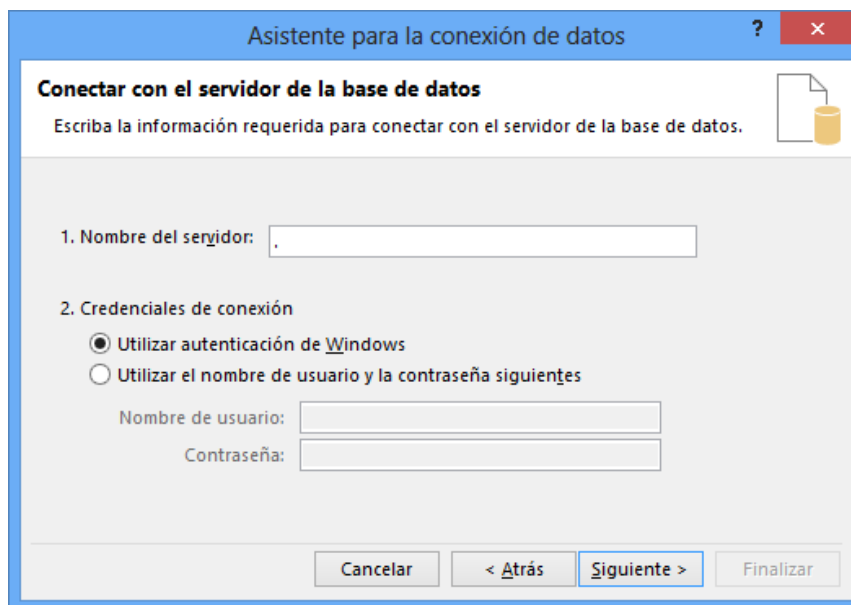 Asistente para la conexión de datos
?
Conectar con el servidor de la base de datos
Escriba la información requerida para conectar con el servidor de la base de datos.
1. Nombre del servidor: .
2. Credenciales de conexión
Utilizar autenticación de Windows
Utilizar el nombre de usuario y la contraseña siguientes
Nombre de usuario:
Contraseña:
Cancelar < Atrás Siguiente > Finalizar